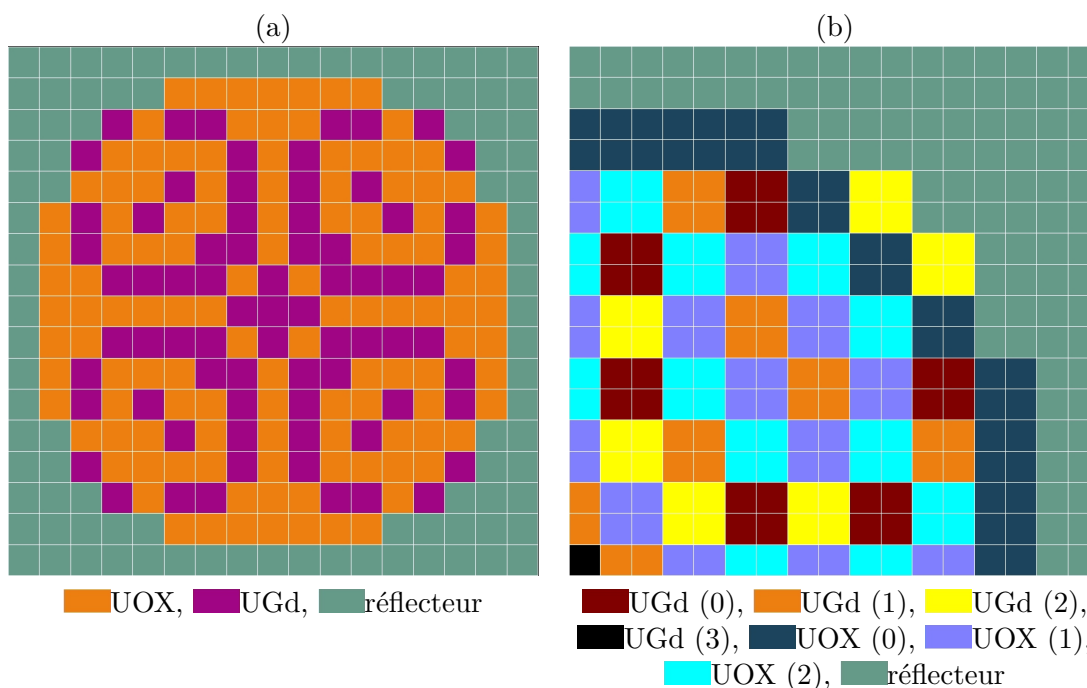 (a)
(b)
UOX, UGd, réflecteur
UGd (0), UGd (1), UGd (2),
UGd (3), UOX (0), UOX (1),
UOX (2), réflecteur